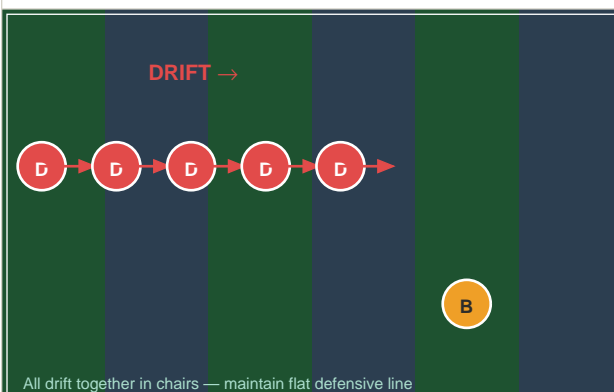 DRIFT →
D D D D D
B
All drift together in chairs — maintain flat defensive line